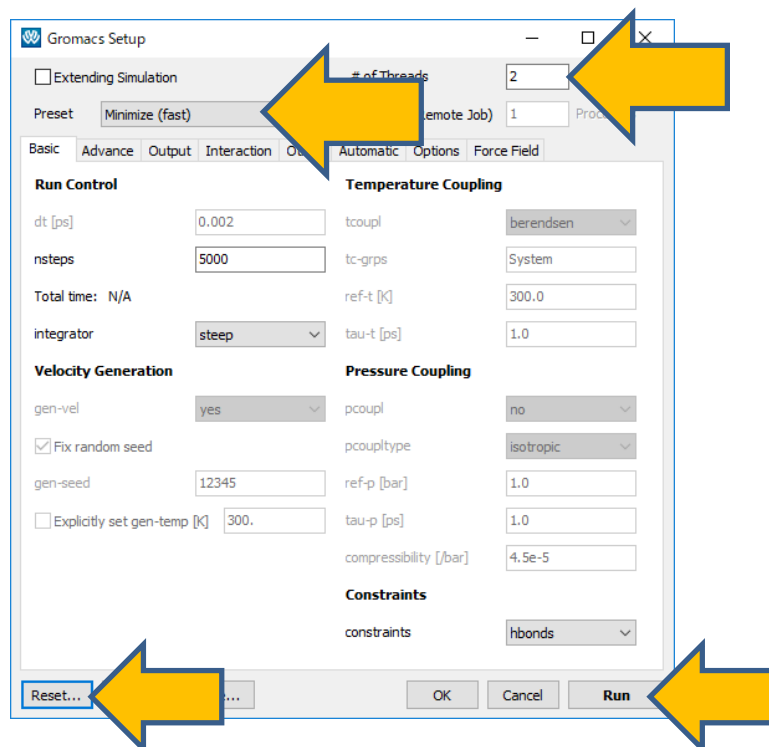 Gromacs Setup
Extending Simulation
# of Threads 2
Preset Minimize (fast) Remote Job) 1
Basic Advance Output Interaction Automatic Options Force Field
Run Control Temperature Coupling
dt [ps] 0.002 tcoupl berendsen
nsteps 5000 tc-grps System
Total time: N/A ref-t [K] 300.0
integrator steep tau-t [ps] 1.0
Velocity Generation Pressure Coupling
gen-vel yes pcoupl no
Fix random seed pcoupltype isotropic
gen-seed 12345 ref-p [bar] 1.0
Explicitly set gen-temp [K] 300. tau-p [ps] 1.0
compressibility [/bar] 4.5e-5
Constraints
constraints hbonds
Reset... OK Cancel Run